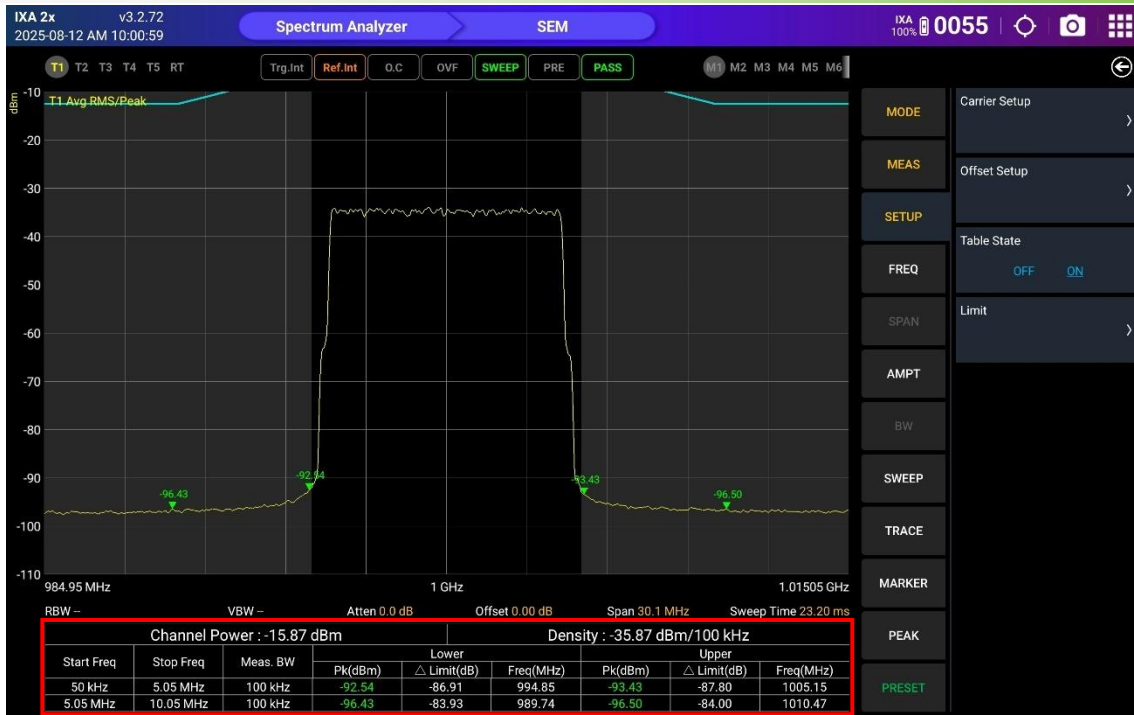 IXA 2x v3.2.72
2025-08-12 AM 10:00:59
Spectrum Analyzer SEM
IXA 100% 0055
T1 T2 T3 T4 T5 RT Trg.Int Ref.Int O.C OVF SWEEP PRE PASS M1 M2 M3 M4 M5 M6
dBm
T1 Avg RMS/Peak
-10
-20
-30
-40
-50
-60
-70
-80
-90
-100
-110
-96.43
-92.54
-93.43
-96.50
984.95 MHz 1 GHz 1.01505 GHz
RBW -- VBW -- Atten 0.0 dB Offset 0.00 dB Span 30.1 MHz Sweep Time 23.20 ms
Channel Power : -15.87 dBm Density : -35.87 dBm/100 kHz
Start Freq Stop Freq Meas. BW Lower Upper
Pk(dBm) △ Limit(dB) Freq(MHz) Pk(dBm) △ Limit(dB) Freq(MHz)
50 kHz 5.05 MHz 100 kHz -92.54 -86.91 994.85 -93.43 -87.80 1005.15
5.05 MHz 10.05 MHz 100 kHz -96.43 -83.93 989.74 -96.50 -84.00 1010.47
MODE
MEAS
SETUP
FREQ
SPAN
AMPT
BW
SWEEP
TRACE
MARKER
PEAK
PRESET
Carrier Setup
Offset Setup
Table State
OFF ON
Limit